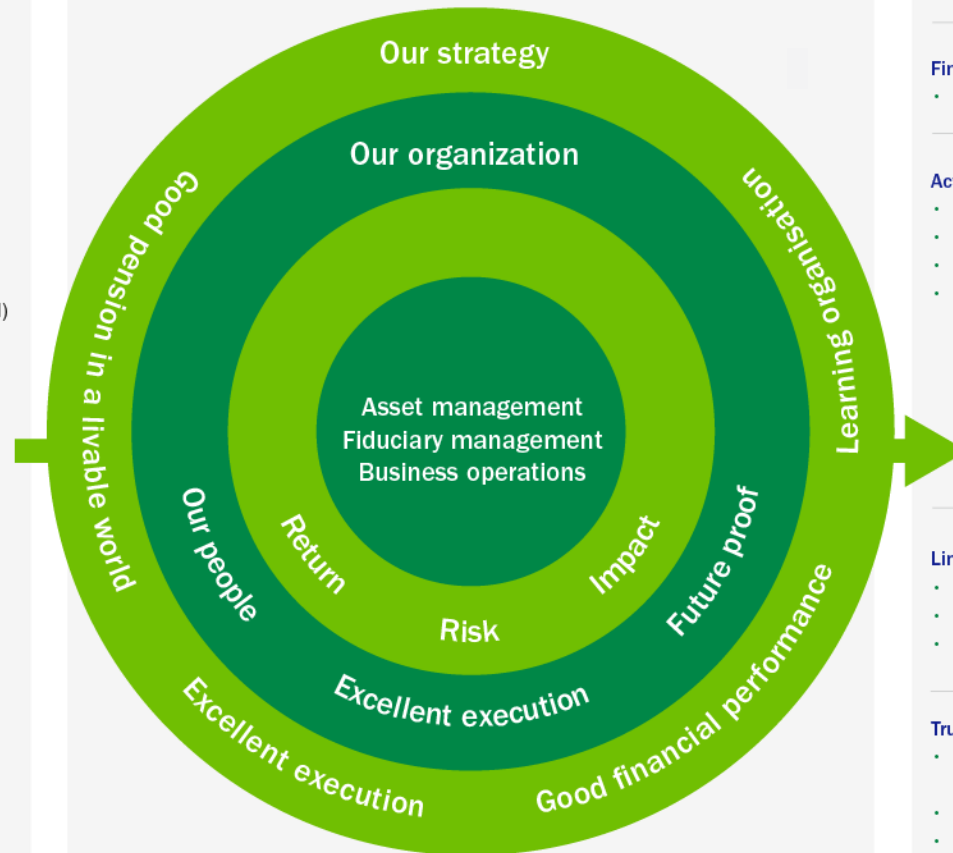 Our strategy
Good pension in a livable world
Learning organisation
Excellent execution
Good financial performance
Our organization
Our people
Excellent execution
Future proof
Return
Risk
Impact
Asset management
Fiduciary management
Business operations